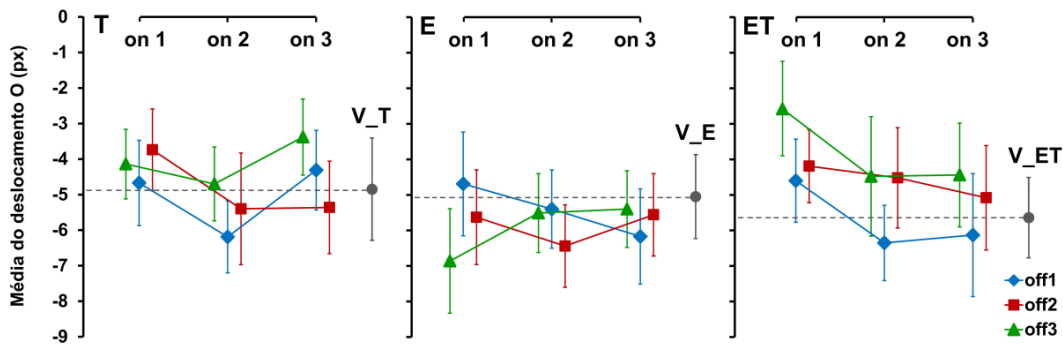 Média do deslocamento O (px)
0
-1
-2
-3
-4
-5
-6
-7
-8
-9
T
on 1 on 2 on 3
V_T
E
on 1 on 2 on 3
V_E
ET
on 1 on 2 on 3
V_ET
off1
off2
off3